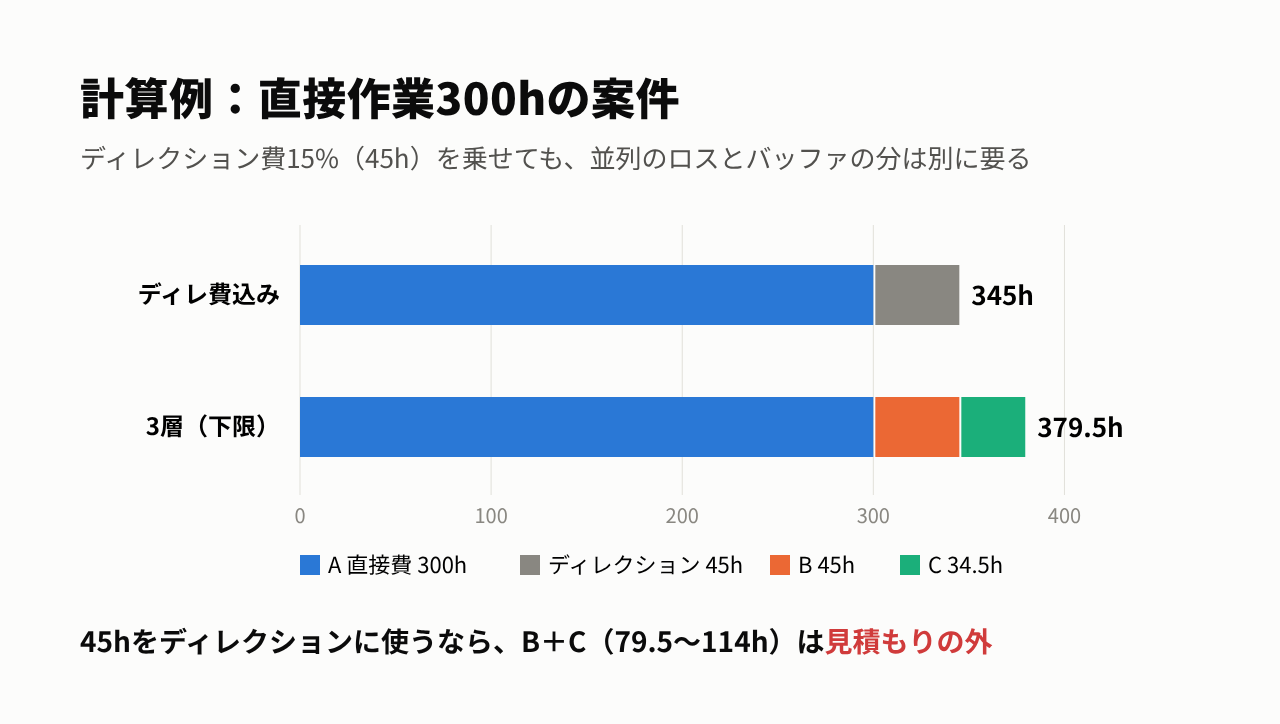 計算例：直接作業300hの案件
ディレクション費15%（45h）を乗せても、並列のロスとバッファの分は別に要る
ディレ費込み
345h
3層（下限）
379.5h
0 100 200 300 400
A 直接費 300h ディレクション 45h B 45h C 34.5h
45hをディレクションに使うなら、B＋C（79.5〜114h）は見積もりの外